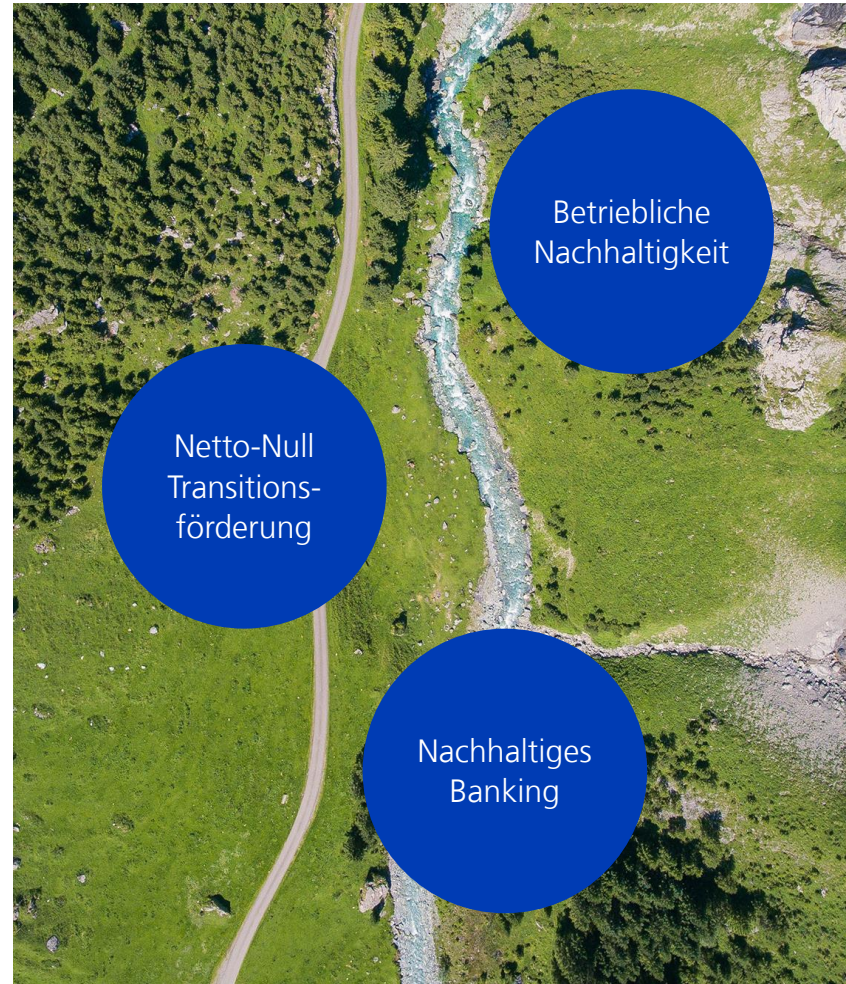 Betriebliche
Nachhaltigkeit
Netto-Null
Transitions-
förderung
Nachhaltiges
Banking